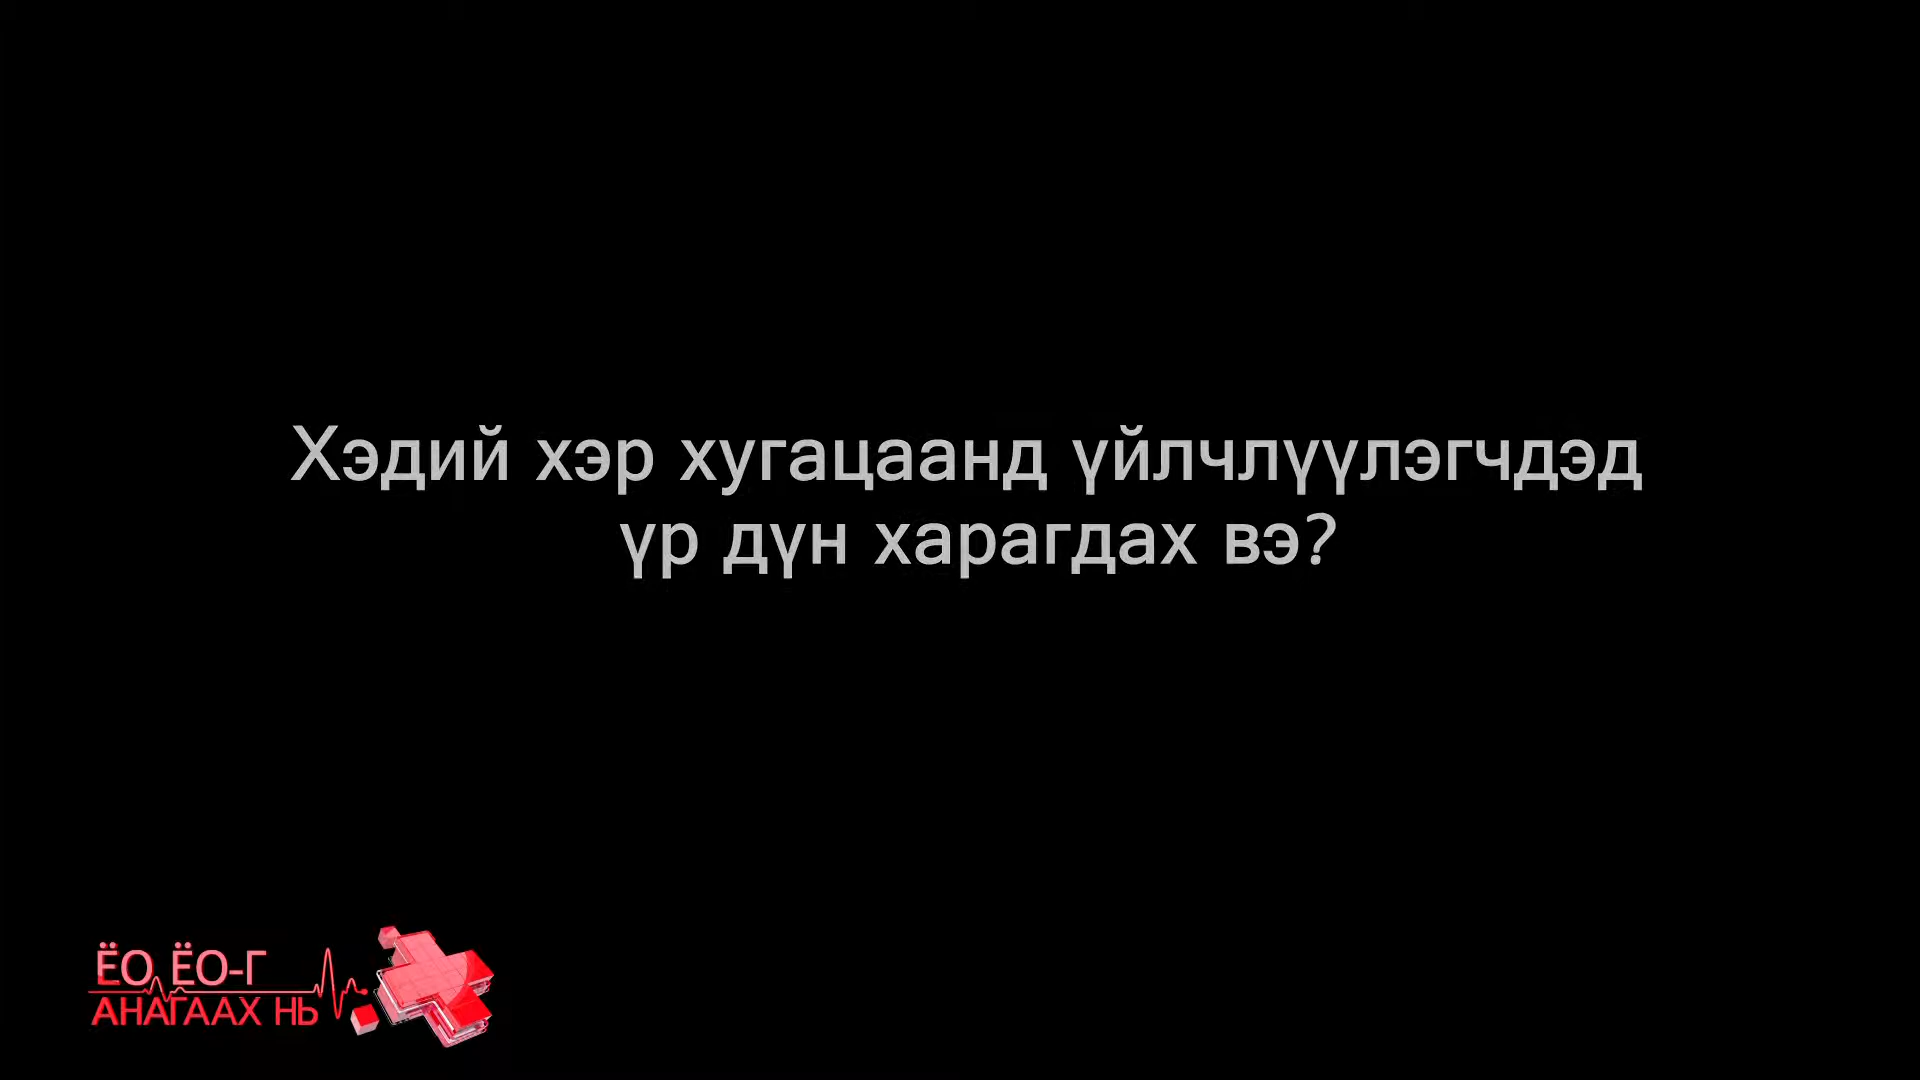 Хэдий хэр хугацаанд үйлчлүүлэгчдэд
үр дүн харагдах вэ?
ЁО, ЁО-Г
АНАГААХ НЬ